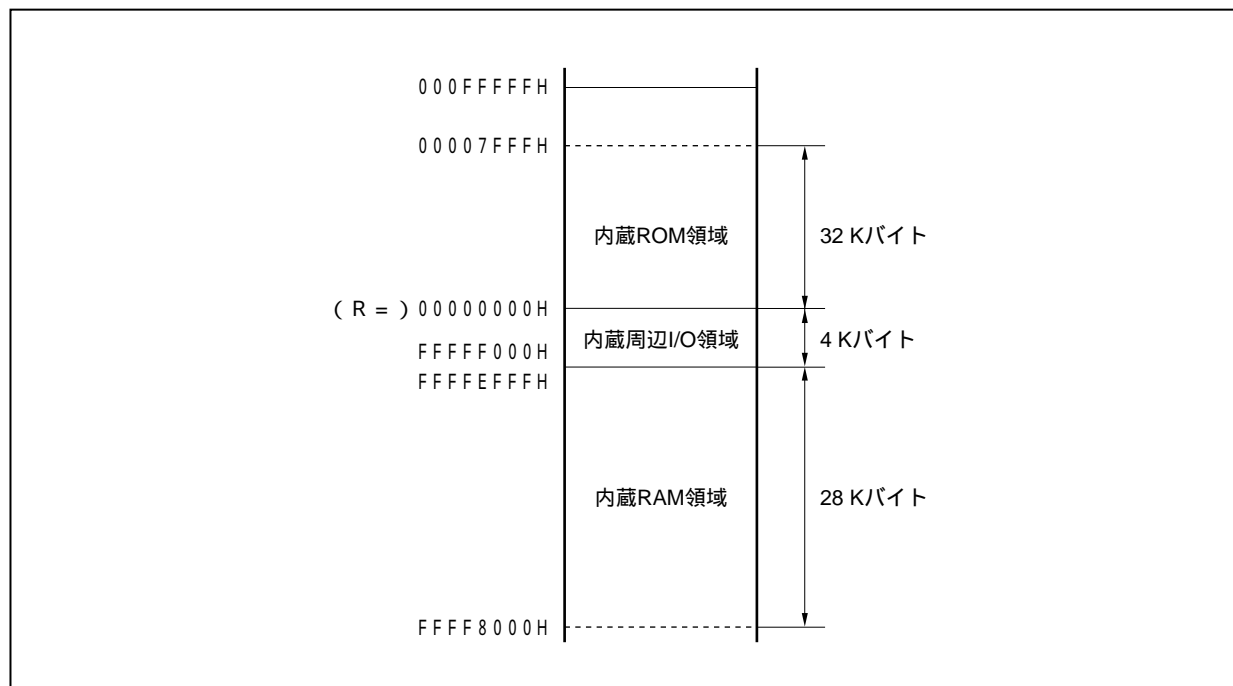 000FFFFFH
00007FFFH
内蔵ROM領域 32 Kバイト
(R=)00000000H
内蔵周辺I/O領域 4 Kバイト
FFFFF000H
FFFFEFFFH
内蔵RAM領域 28 Kバイト
FFFF8000H